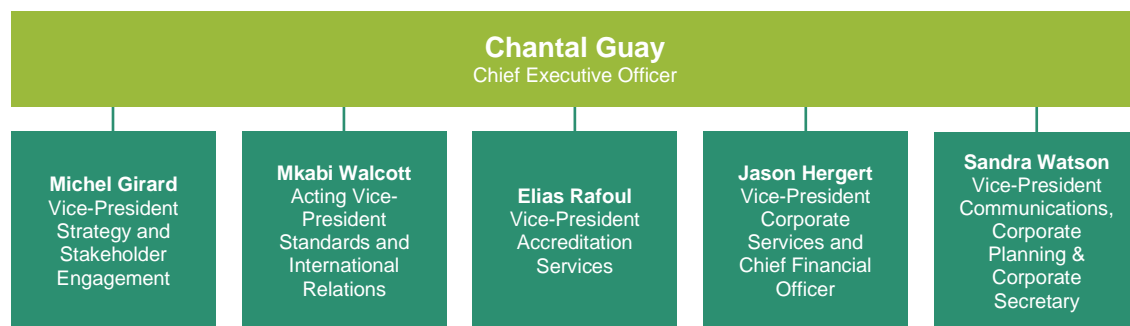 Chantal Guay
Chief Executive Officer
Michel Girard
Vice-President
Strategy and
Stakeholder
Engagement
Mkabi Walcott
Acting Vice-
President
Standards and
International
Relations
Elias Rafoul
Vice-President
Accreditation
Services
Jason Hergert
Vice-President
Corporate
Services and
Chief Financial
Officer
Sandra Watson
Vice-President
Communications,
Corporate
Planning &
Corporate
Secretary